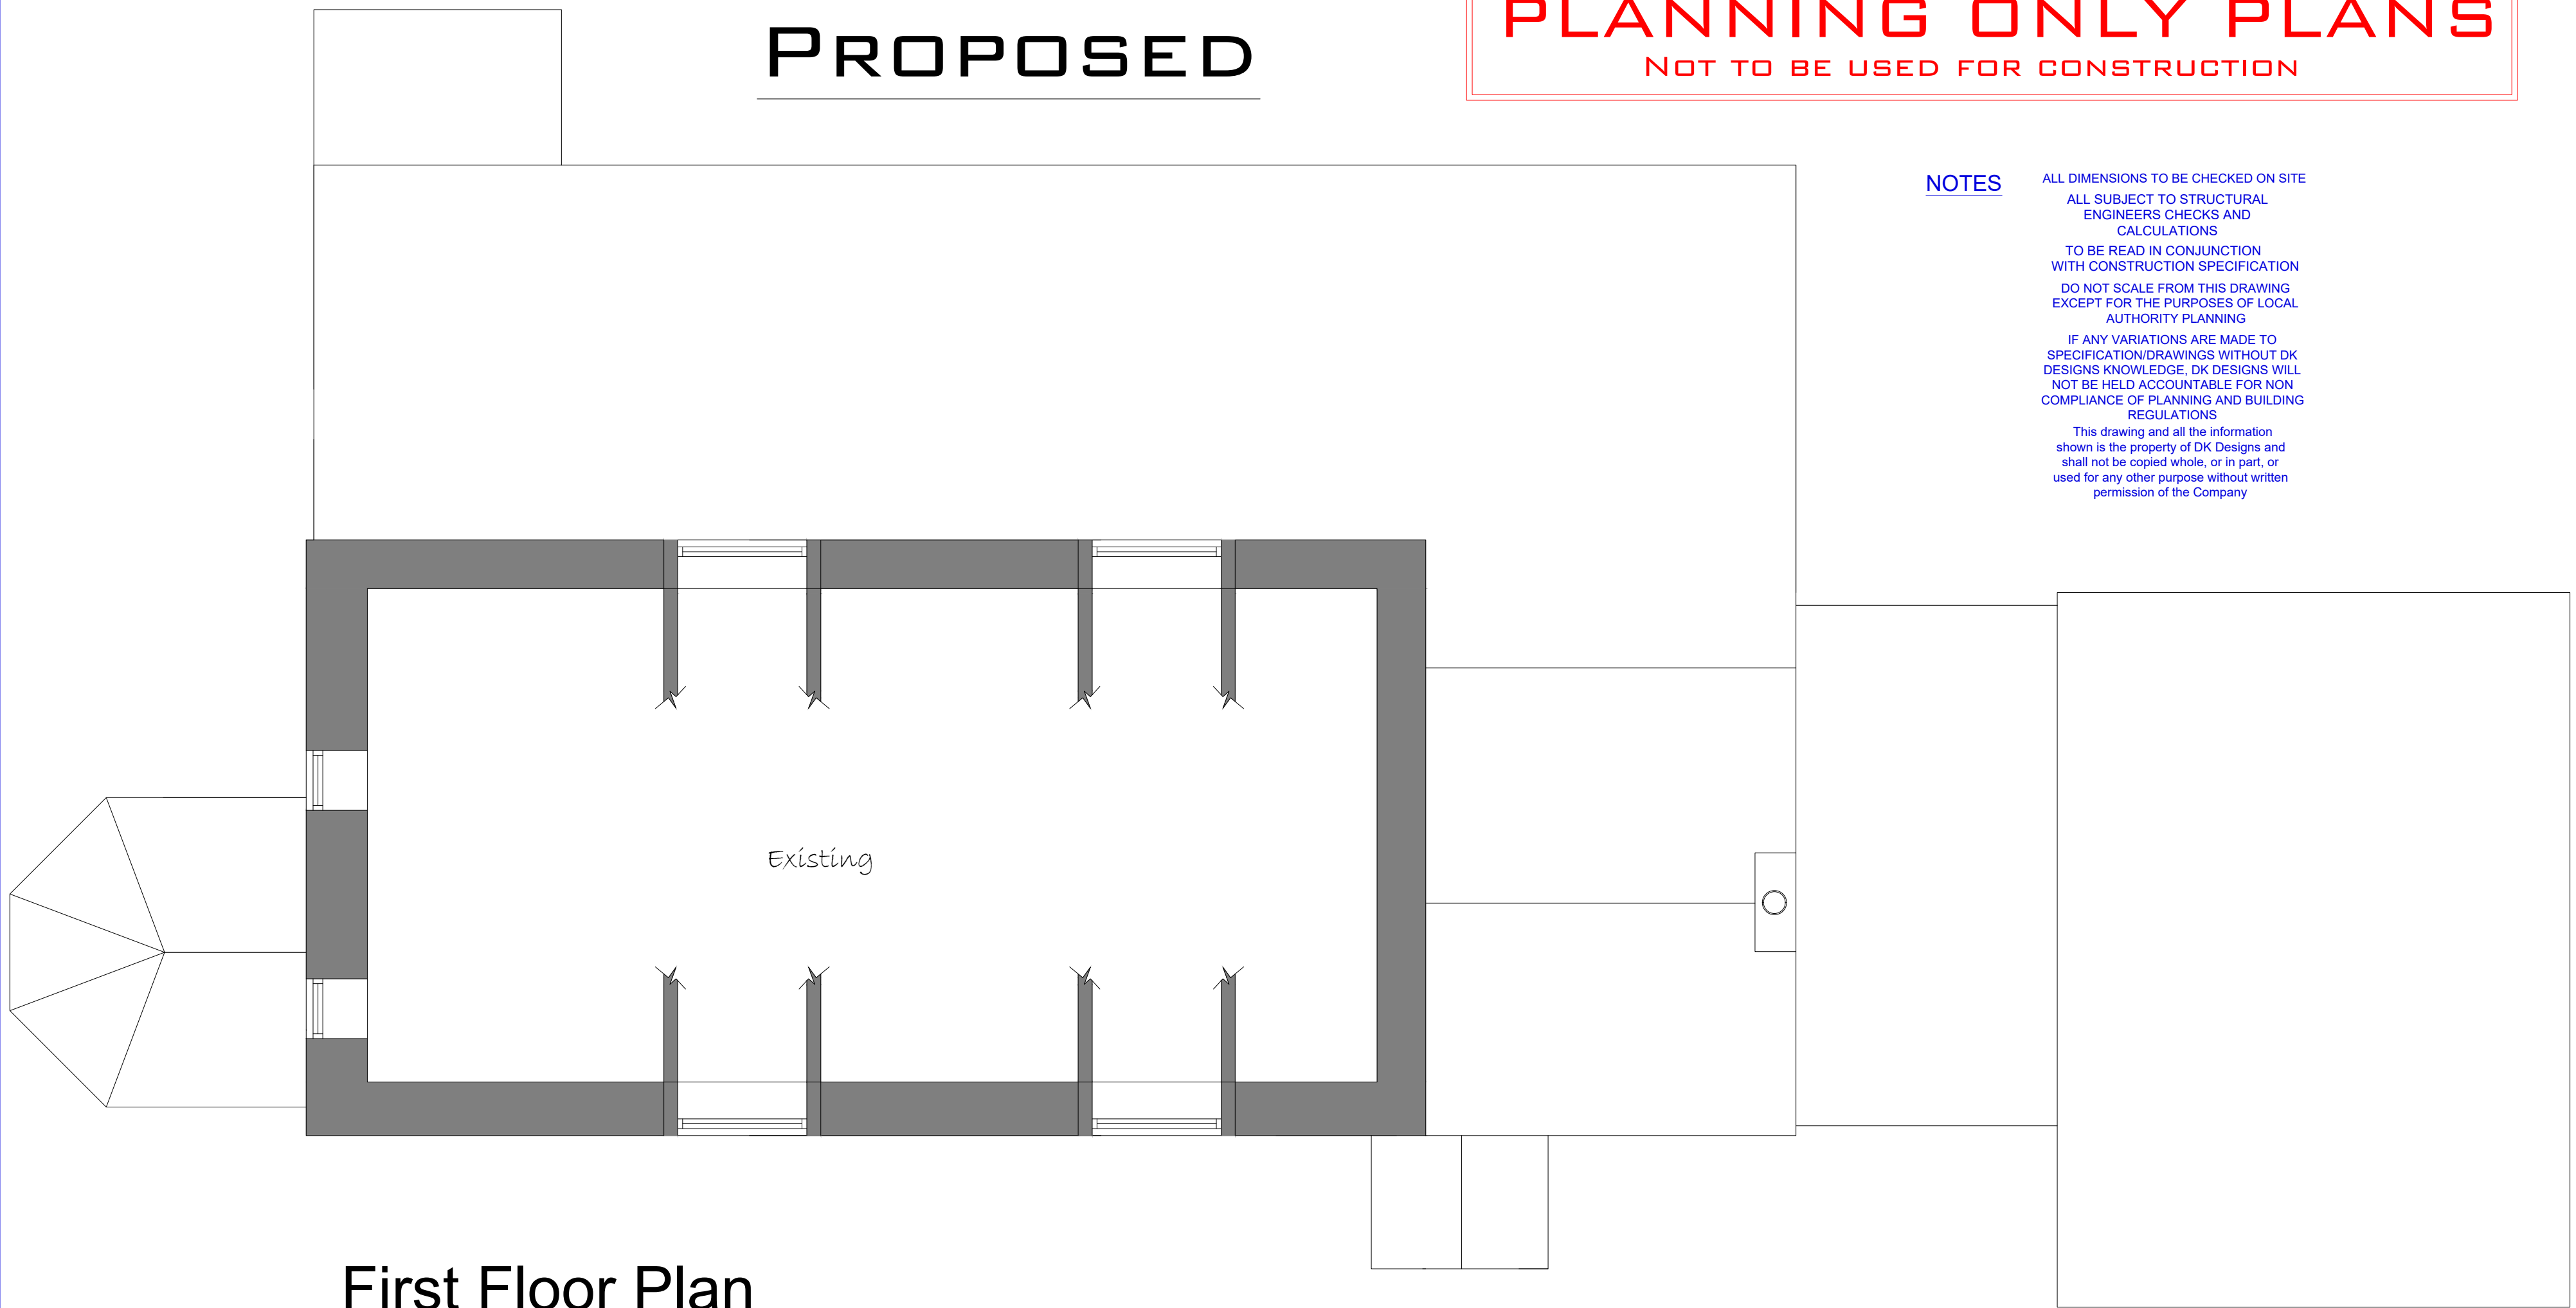 PROPOSED
PLANNING ONLY PLANS
NOT TO BE USED FOR CONSTRUCTION
NOTES
ALL DIMENSIONS TO BE CHECKED ON SITE
ALL SUBJECT TO STRUCTURAL
ENGINEERS CHECKS AND
CALCULATIONS
TO BE READ IN CONJUNCTION
WITH CONSTRUCTION SPECIFICATION
DO NOT SCALE FROM THIS DRAWING
EXCEPT FOR THE PURPOSES OF LOCAL
AUTHORITY PLANNING
IF ANY VARIATIONS ARE MADE TO
SPECIFICATION/DRAWINGS WITHOUT DK
DESIGNS KNOWLEDGE, DK DESIGNS WILL
NOT BE HELD ACCOUNTABLE FOR NON
COMPLIANCE OF PLANNING AND BUILDING
REGULATIONS
This drawing and all the information
shown is the property of DK Designs and
shall not be copied whole, or in part, or
used for any other purpose without written
permission of the Company
Existing
First Floor Plan